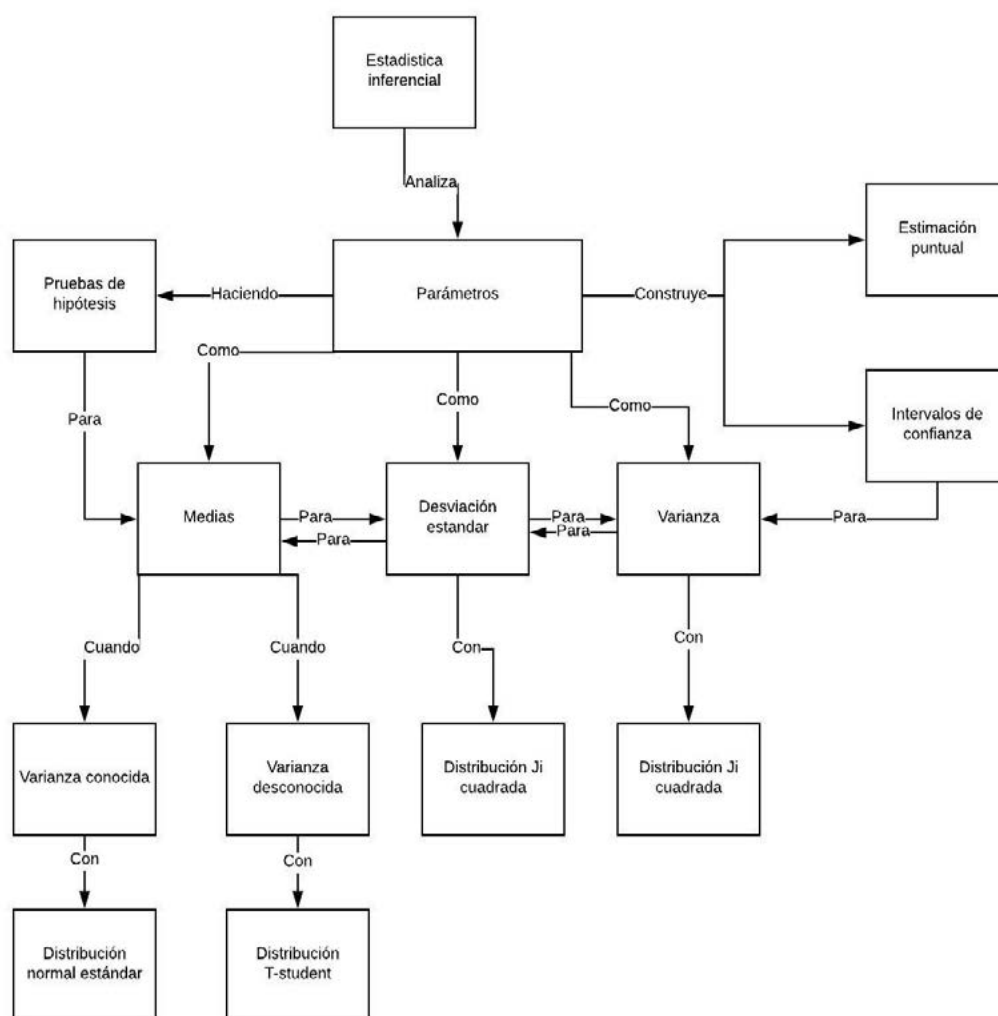 Estadistica
inferencial
Analiza
Estimación
puntual
Pruebas de
hipótesis
Haciendo
Parámetros
Construye
Como
Como
Como
Para
Intervalos de
confianza
Medias
Para
Para
Desviación
estandar
Para
Para
Varianza
Para
Cuando
Cuando
Con
Con
Varianza conocida
Varianza
desconocida
Distribución Ji
cuadrada
Distribución Ji
cuadrada
Con
Con
Distribución
normal estándar
Distribución
T-student